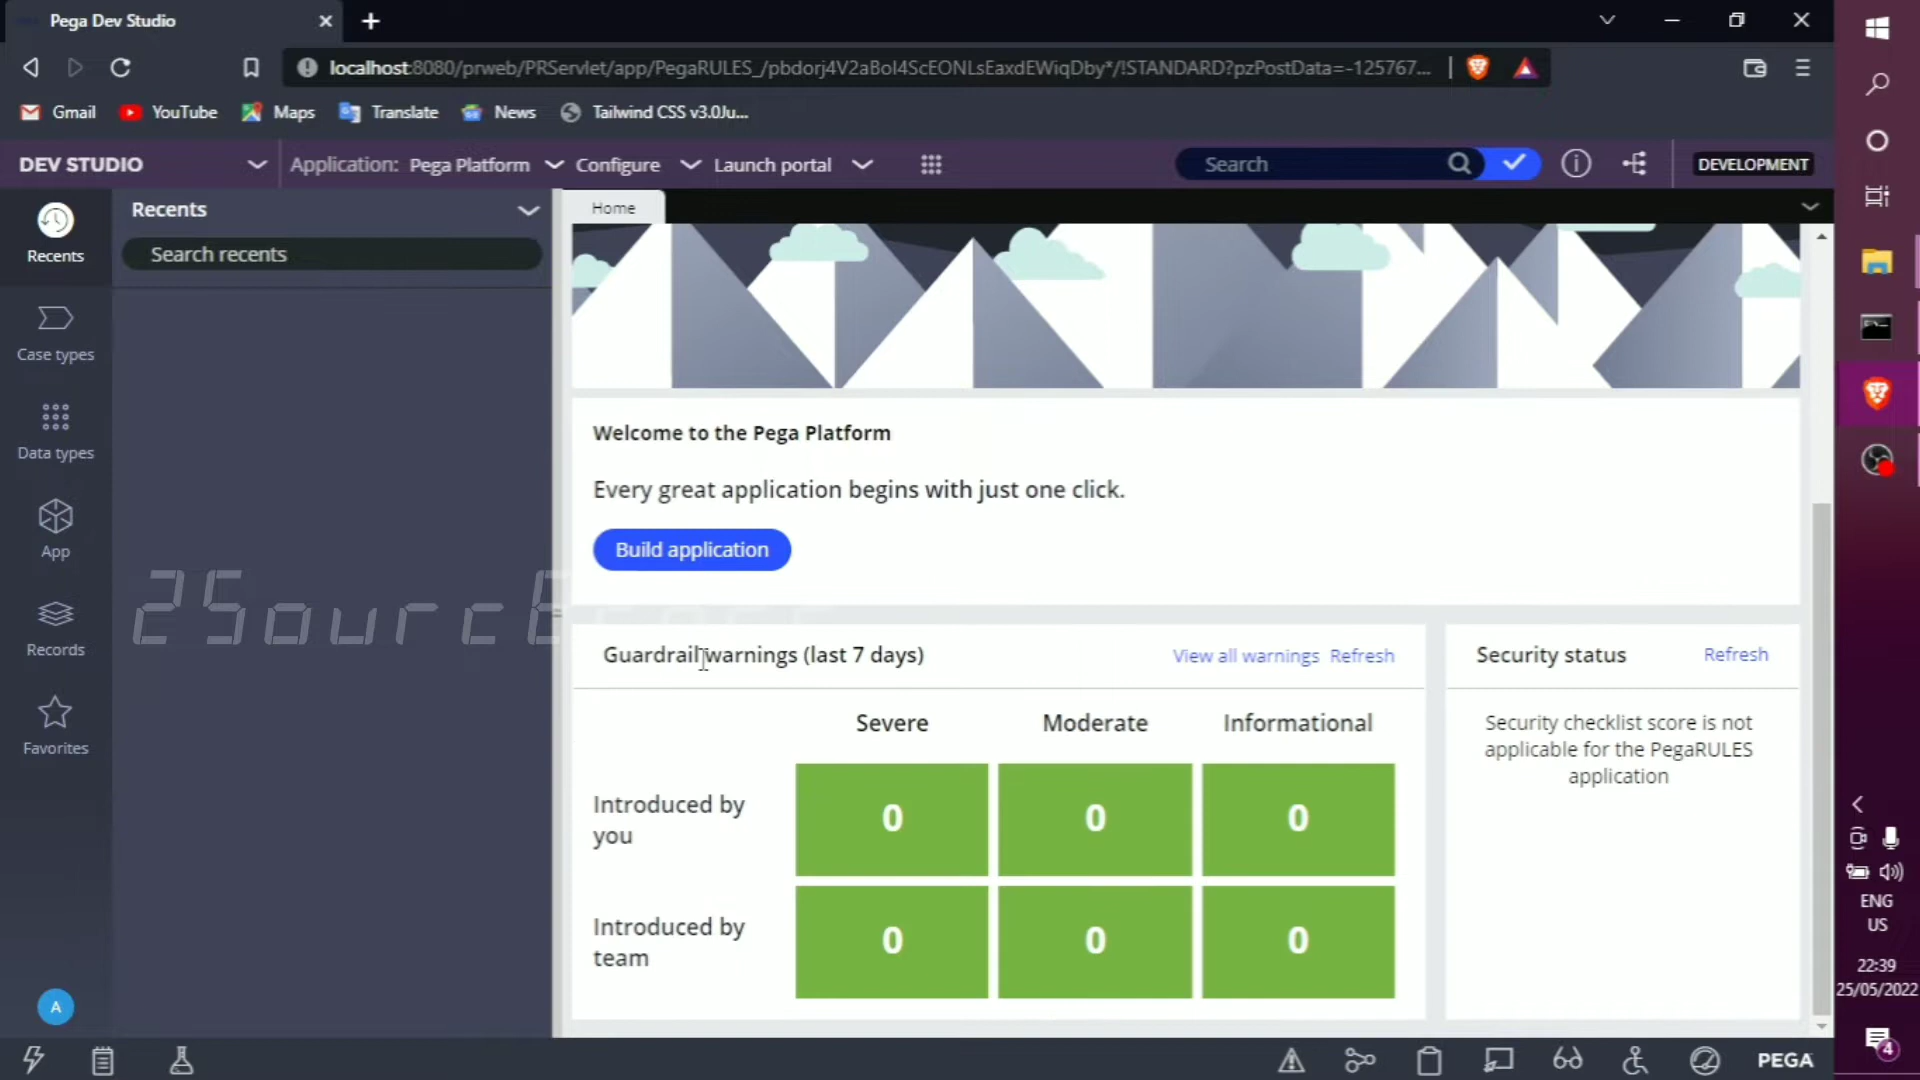 Pega Dev Studio
localhost:8080/prweb/PRServlet/app/PegaRULES_/pbdorj4V2aBoI4ScEONLsEaxdEWiqDby*/!STANDARD?pzPostData=-125767...
Gmail
YouTube
Maps
Translate
News
Tailwind CSS v3.0Ju...
DEV STUDIO
Application: Pega Platform
Configure
Launch portal
Search
DEVELOPMENT
Recents
Search recents
Home
Recents
Case types
Data types
App
Records
Favorites
A
Welcome to the Pega Platform
Every great application begins with just one click.
Build application
Guardrail warnings (last 7 days)
View all warnings
Refresh
Severe
Moderate
Informational
Introduced by
you
0
0
0
Introduced by
team
0
0
0
Security status
Refresh
Security checklist score is not
applicable for the PegaRULES
application
PEGA
ENG
US
22:39
25/05/2022
4